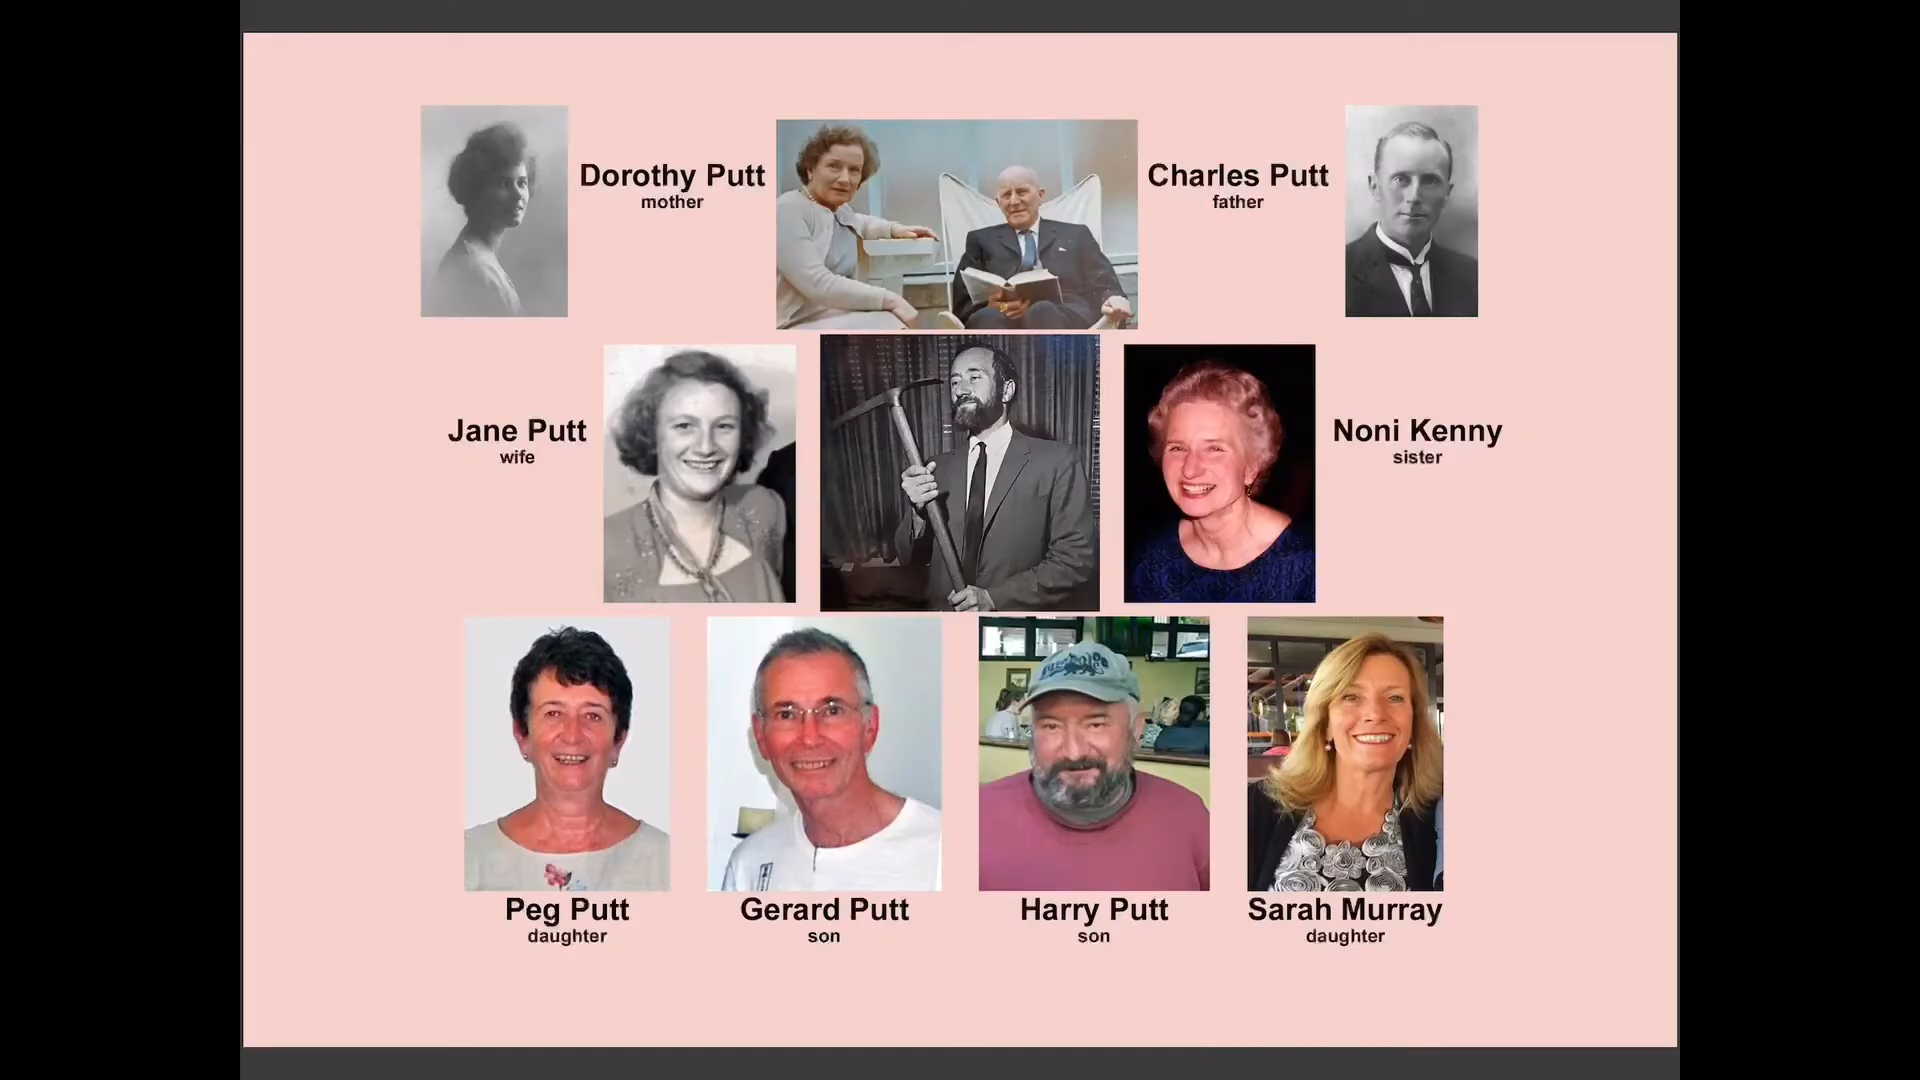 Dorothy Putt
mother
Charles Putt
father
Jane Putt
wife
Noni Kenny
sister
Peg Putt
daughter
Gerard Putt
son
Harry Putt
son
Sarah Murray
daughter